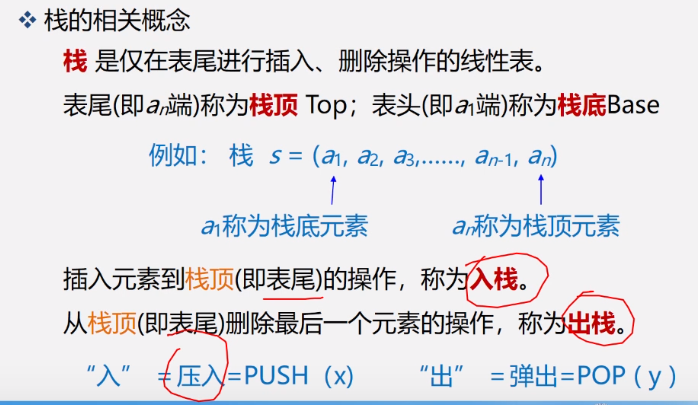 ❖ 栈的相关概念
栈 是仅在表尾进行插入、删除操作的线性表。
表尾(即an端)称为栈顶 Top；表头(即a1端)称为栈底Base
例如： 栈 s = (a1, a2, a3,……, an-1, an)
a1称为栈底元素 an称为栈顶元素
插入元素到栈顶(即表尾)的操作，称为入栈。
从栈顶(即表尾)删除最后一个元素的操作，称为出栈。
“入” =压入=PUSH（x) “出” =弹出=POP ( y )